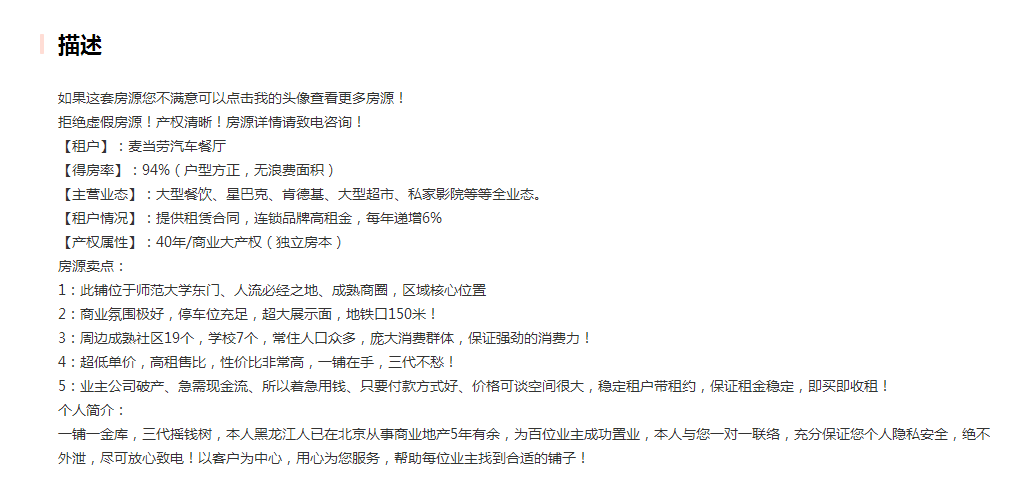 描述
如果这套房源您不满意可以点击我的头像查看更多房源！
拒绝虚假房源！产权清晰！房源详情请致电咨询！
【租户】：麦当劳汽车餐厅
【得房率】：94%（户型方正，无浪费面积）
【主营业态】：大型餐饮、星巴克、肯德基、大型超市、私家影院等等全业态。
【租户情况】：提供租赁合同，连锁品牌高租金，每年递增6%
【产权属性】：40年/商业大产权（独立房本）
房源卖点：
1：此铺位于师范大学东门、人流必经之地、成熟商圈，区域核心位置
2：商业氛围极好，停车位充足，超大展示面，地铁口150米！
3：周边成熟社区19个，学校7个，常住人口众多，庞大消费群体，保证强劲的消费力！
4：超低单价，高租售比，性价比非常高，一铺在手，三代不愁！
5：业主公司破产、急需现金流、所以着急用钱、只要付款方式好、价格可谈空间很大，稳定租户带租约，保证租金稳定，即买即收租！
个人简介：
一铺一金库，三代摇钱树，本人黑龙江人已在北京从事商业地产5年有余，为百位业主成功置业，本人与您一对一联络，充分保证您个人隐私安全，绝不
外泄，尽可放心致电！以客户为中心，用心为您服务，帮助每位业主找到合适的铺子！